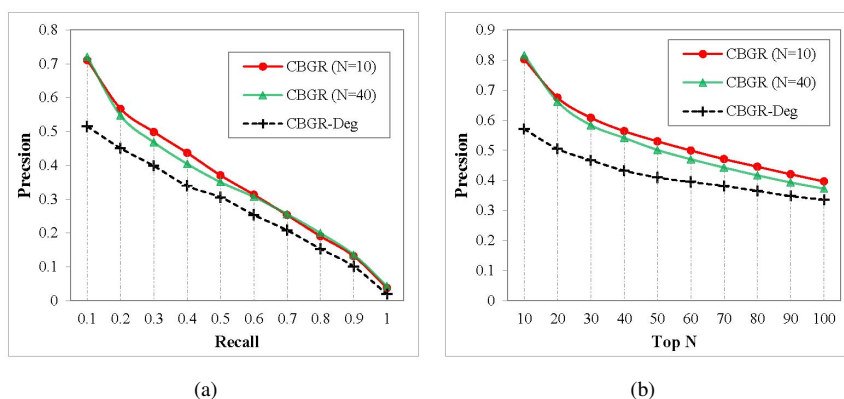 0.8
0.7
0.6
0.5
0.4
0.3
0.2
0.1
0
Precsion
CBGR (N=10)
CBGR (N=40)
CBGR-Deg
0.1 0.2 0.3 0.4 0.5 0.6 0.7 0.8 0.9 1
Recall
(a)
0.9
0.8
0.7
0.6
0.5
0.4
0.3
0.2
0.1
0
Precsion
CBGR (N=10)
CBGR (N=40)
CBGR-Deg
10 20 30 40 50 60 70 80 90 100
Top N
(b)